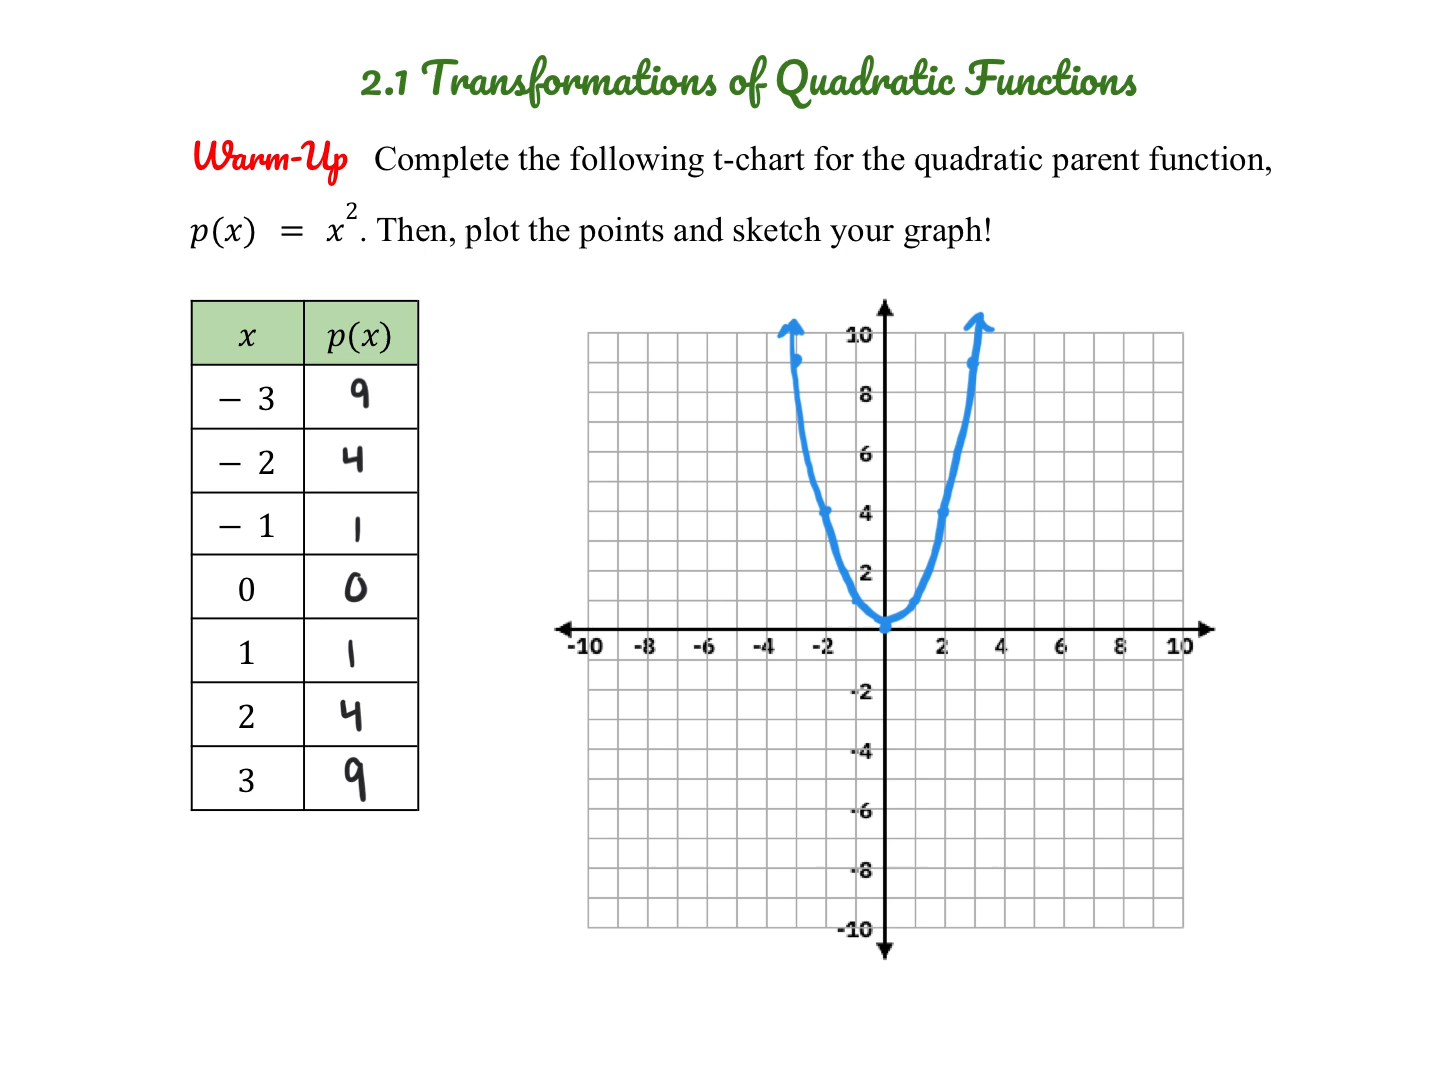 2.1 Transformations of Quadratic Functions
Warm-Up Complete the following t-chart for the quadratic parent function,
p(x) = x². Then, plot the points and sketch your graph!
x p(x)
− 3 9
− 2 4
− 1 1
0 0
1 1
2 4
3 9
10
8
6
4
2
-10 -8 -6 -4 -2 2 4 6 8 10
-2
-4
-6
-8
-10